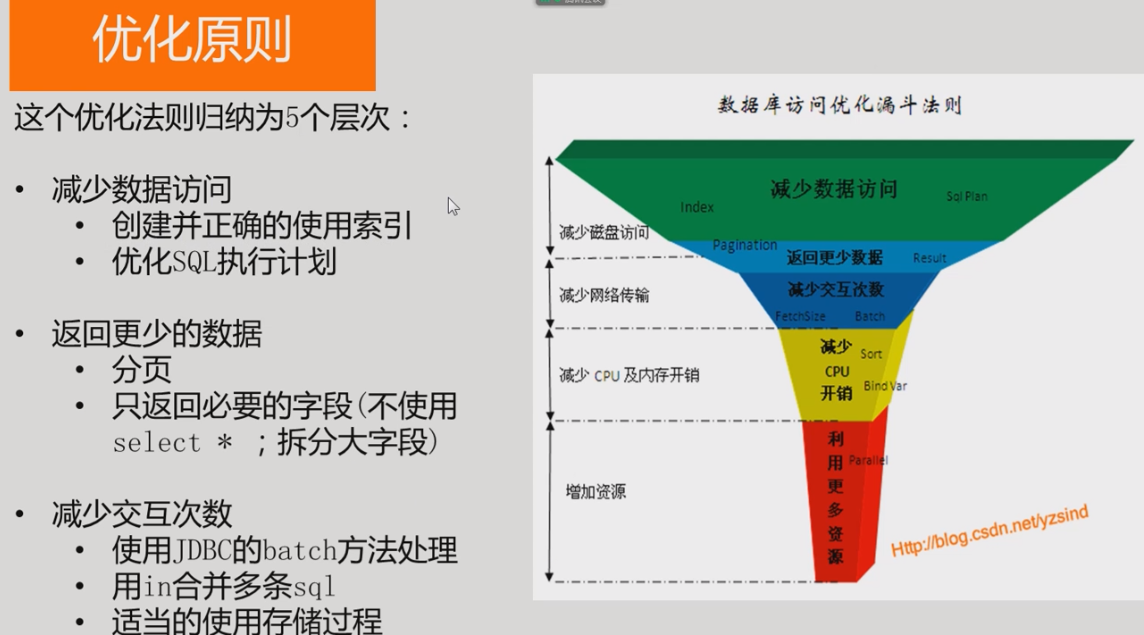 优化原则
这个优化法则归纳为5个层次：
• 减少数据访问
• 创建并正确的使用索引
• 优化SQL执行计划
• 返回更少的数据
• 分页
• 只返回必要的字段(不使用
select * ；拆分大字段)
• 减少交互次数
• 使用JDBC的batch方法处理
• 用in合并多条sql
• 适当的使用存储过程
数据库访问优化漏斗法则
减少数据访问
Index
Sql Plan
减少磁盘访问
Pagination
返回更少数据
Result
减少网络传输
减少交互次数
FetchSize
Batch
减少 CPU 及内存开销
减少
CPU
开销
Sort
Bind Var
增加资源
利
用
更
多
资
源
Parallel
Http://blog.csdn.net/yzsind